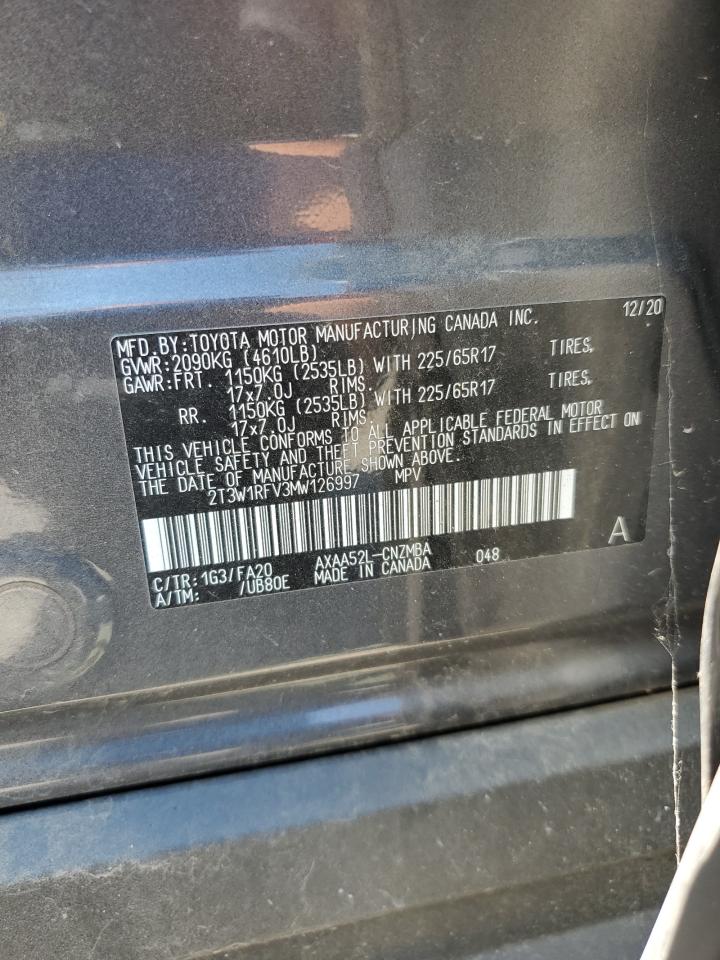 MFD.BY:TOYOTA MOTOR MANUFACTURING CANADA INC. 12/20
GVWR:2090KG (4610LB)
GAWR:FRT. 1150KG (2535LB) WITH 225/65R17 TIRES,
17x7.0J RIMS.
RR. 1150KG (2535LB) WITH 225/65R17 TIRES,
17x7.0J RIMS.
THIS VEHICLE CONFORMS TO ALL APPLICABLE FEDERAL MOTOR
VEHICLE SAFETY AND THEFT PREVENTION STANDARDS IN EFFECT ON
THE DATE OF MANUFACTURE SHOWN ABOVE.
2T3W1RFV3MW126997 MPV
A
C/TR:1G3/FA20 AXAA52L-CNZMBA 048
A/TM: /UB80E MADE IN CANADA